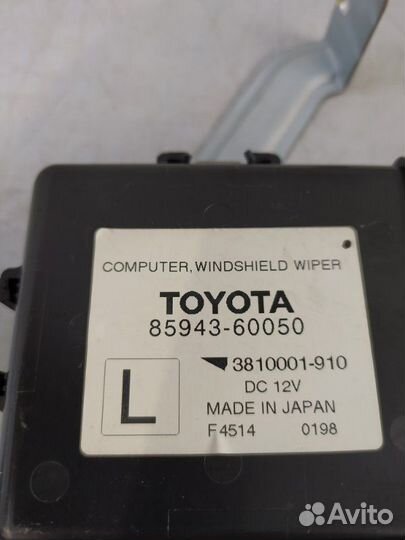 COMPUTER, WINDSHIELD WIPER
TOYOTA
85943-60050
3810001-910
L
DC 12V
MADE IN JAPAN
F4514 0198
Avito